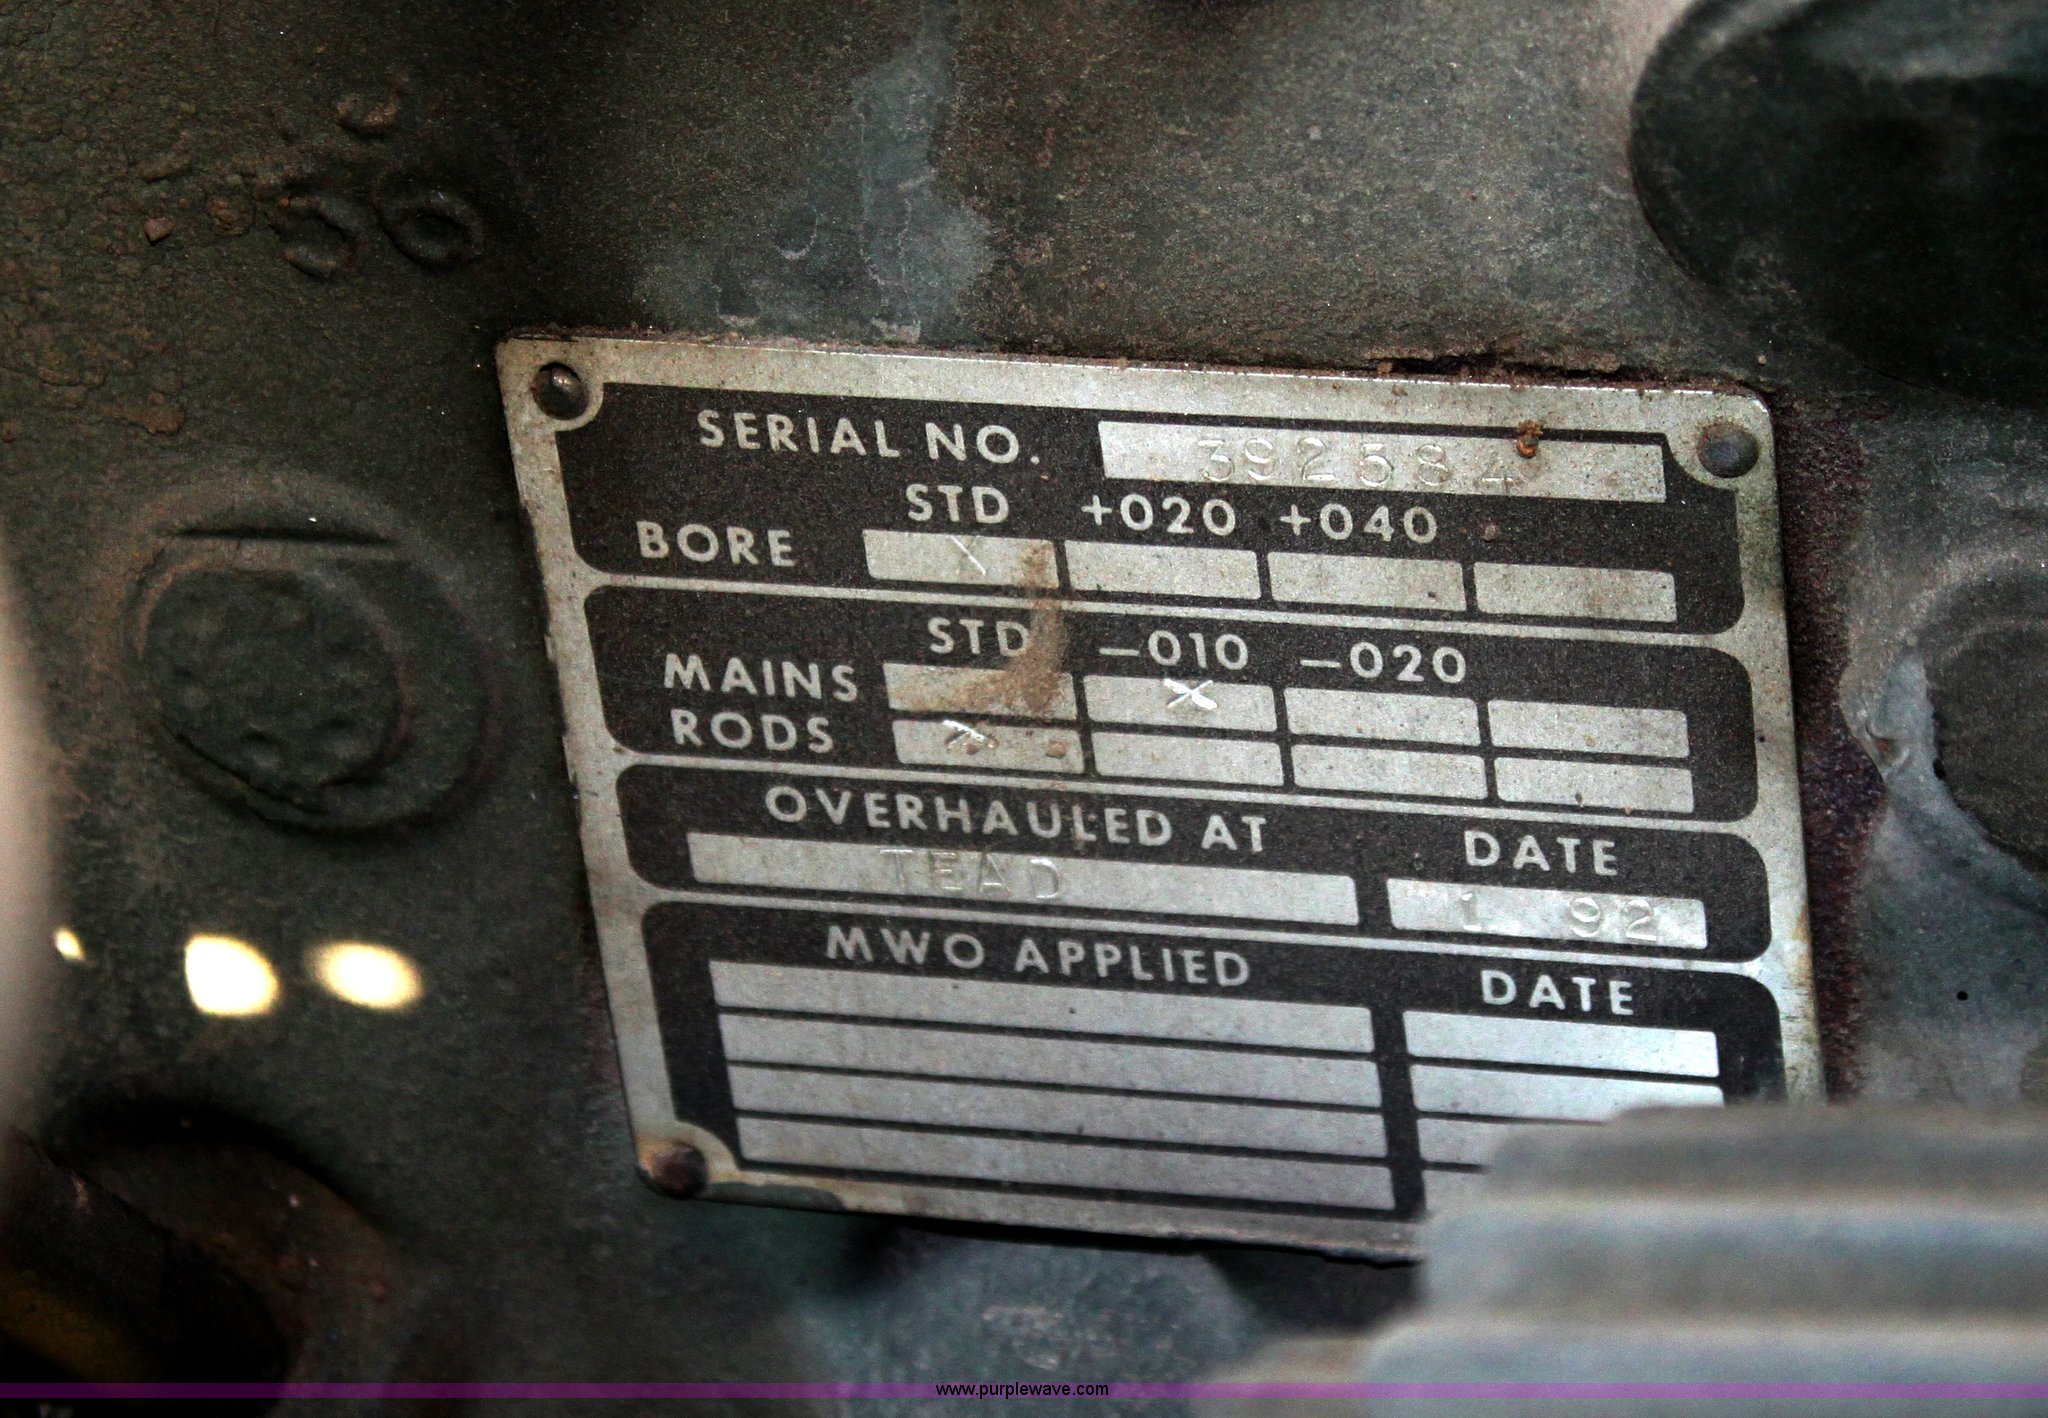 36
SERIAL NO. 392584
STD +020 +040
BORE X
STD -010 -020
MAINS X
RODS X
OVERHAULED AT DATE
TEAD 1 92
MWO APPLIED DATE
www.purplewave.com